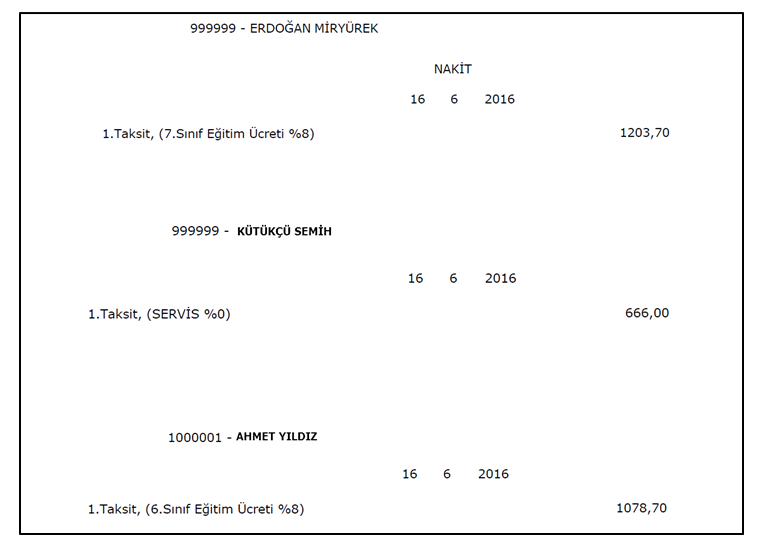 999999 - ERDOĞAN MİRYÜREK
NAKİT
16 6 2016
1.Taksit, (7.Sınıf Eğitim Ücreti %8) 1203,70
999999 - KÜTÜKÇÜ SEMİH
16 6 2016
1.Taksit, (SERVİS %0) 666,00
1000001 - AHMET YILDIZ
16 6 2016
1.Taksit, (6.Sınıf Eğitim Ücreti %8) 1078,70